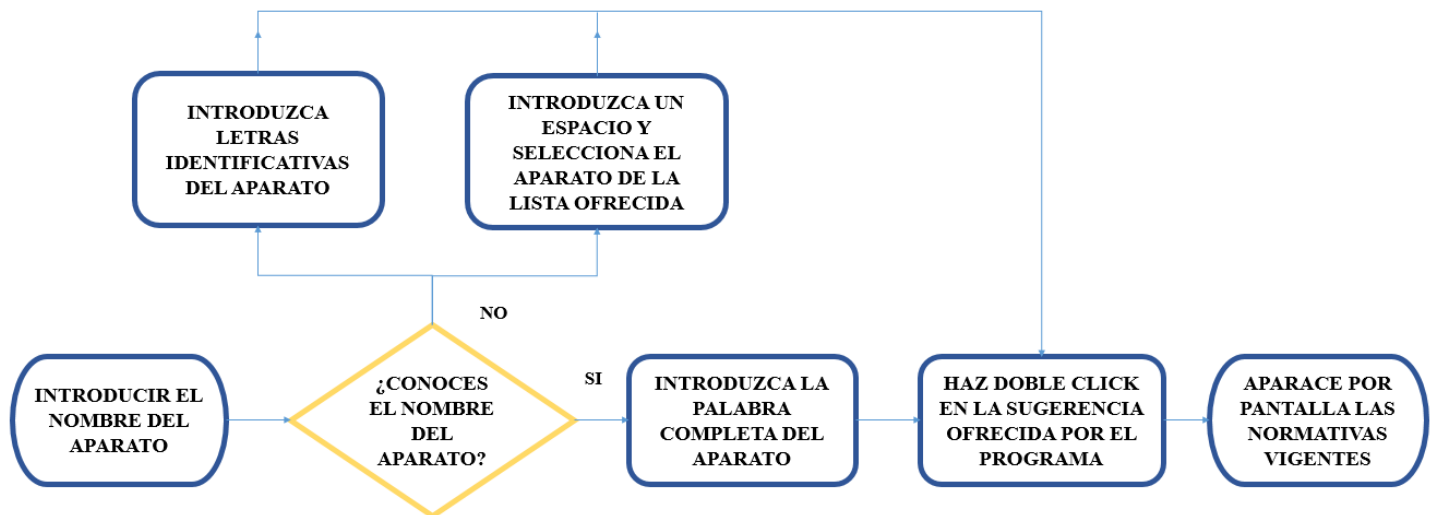 INTRODUZCA
LETRAS
IDENTIFICATIVAS
DEL APARATO
INTRODUZCA UN
ESPACIO Y
SELECCIONA EL
APARATO DE LA
LISTA OFRECIDA
NO
INTRODUCIR EL
NOMBRE DEL
APARATO
¿CONOCES
EL NOMBRE
DEL
APARATO?
SI
INTRODUZCA LA
PALABRA
COMPLETA DEL
APARATO
HAZ DOBLE CLICK
EN LA SUGERENCIA
OFRECIDA POR EL
PROGRAMA
APARACE POR
PANTALLA LAS
NORMATIVAS
VIGENTES